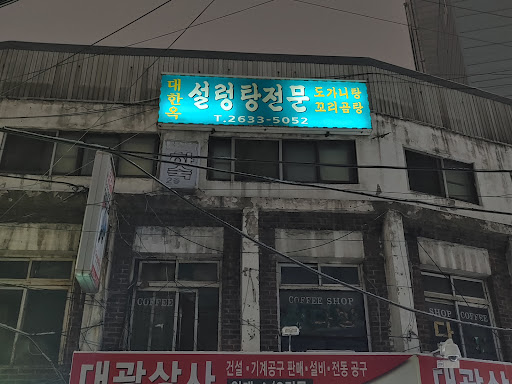 대한옥
설렁탕전문
도가니탕
꼬리곰탕
T.2633-5052
COFFEE
COFFEE SHOP
SHOP
대광상사
건설·기계공구 판매·설비·전동 공구